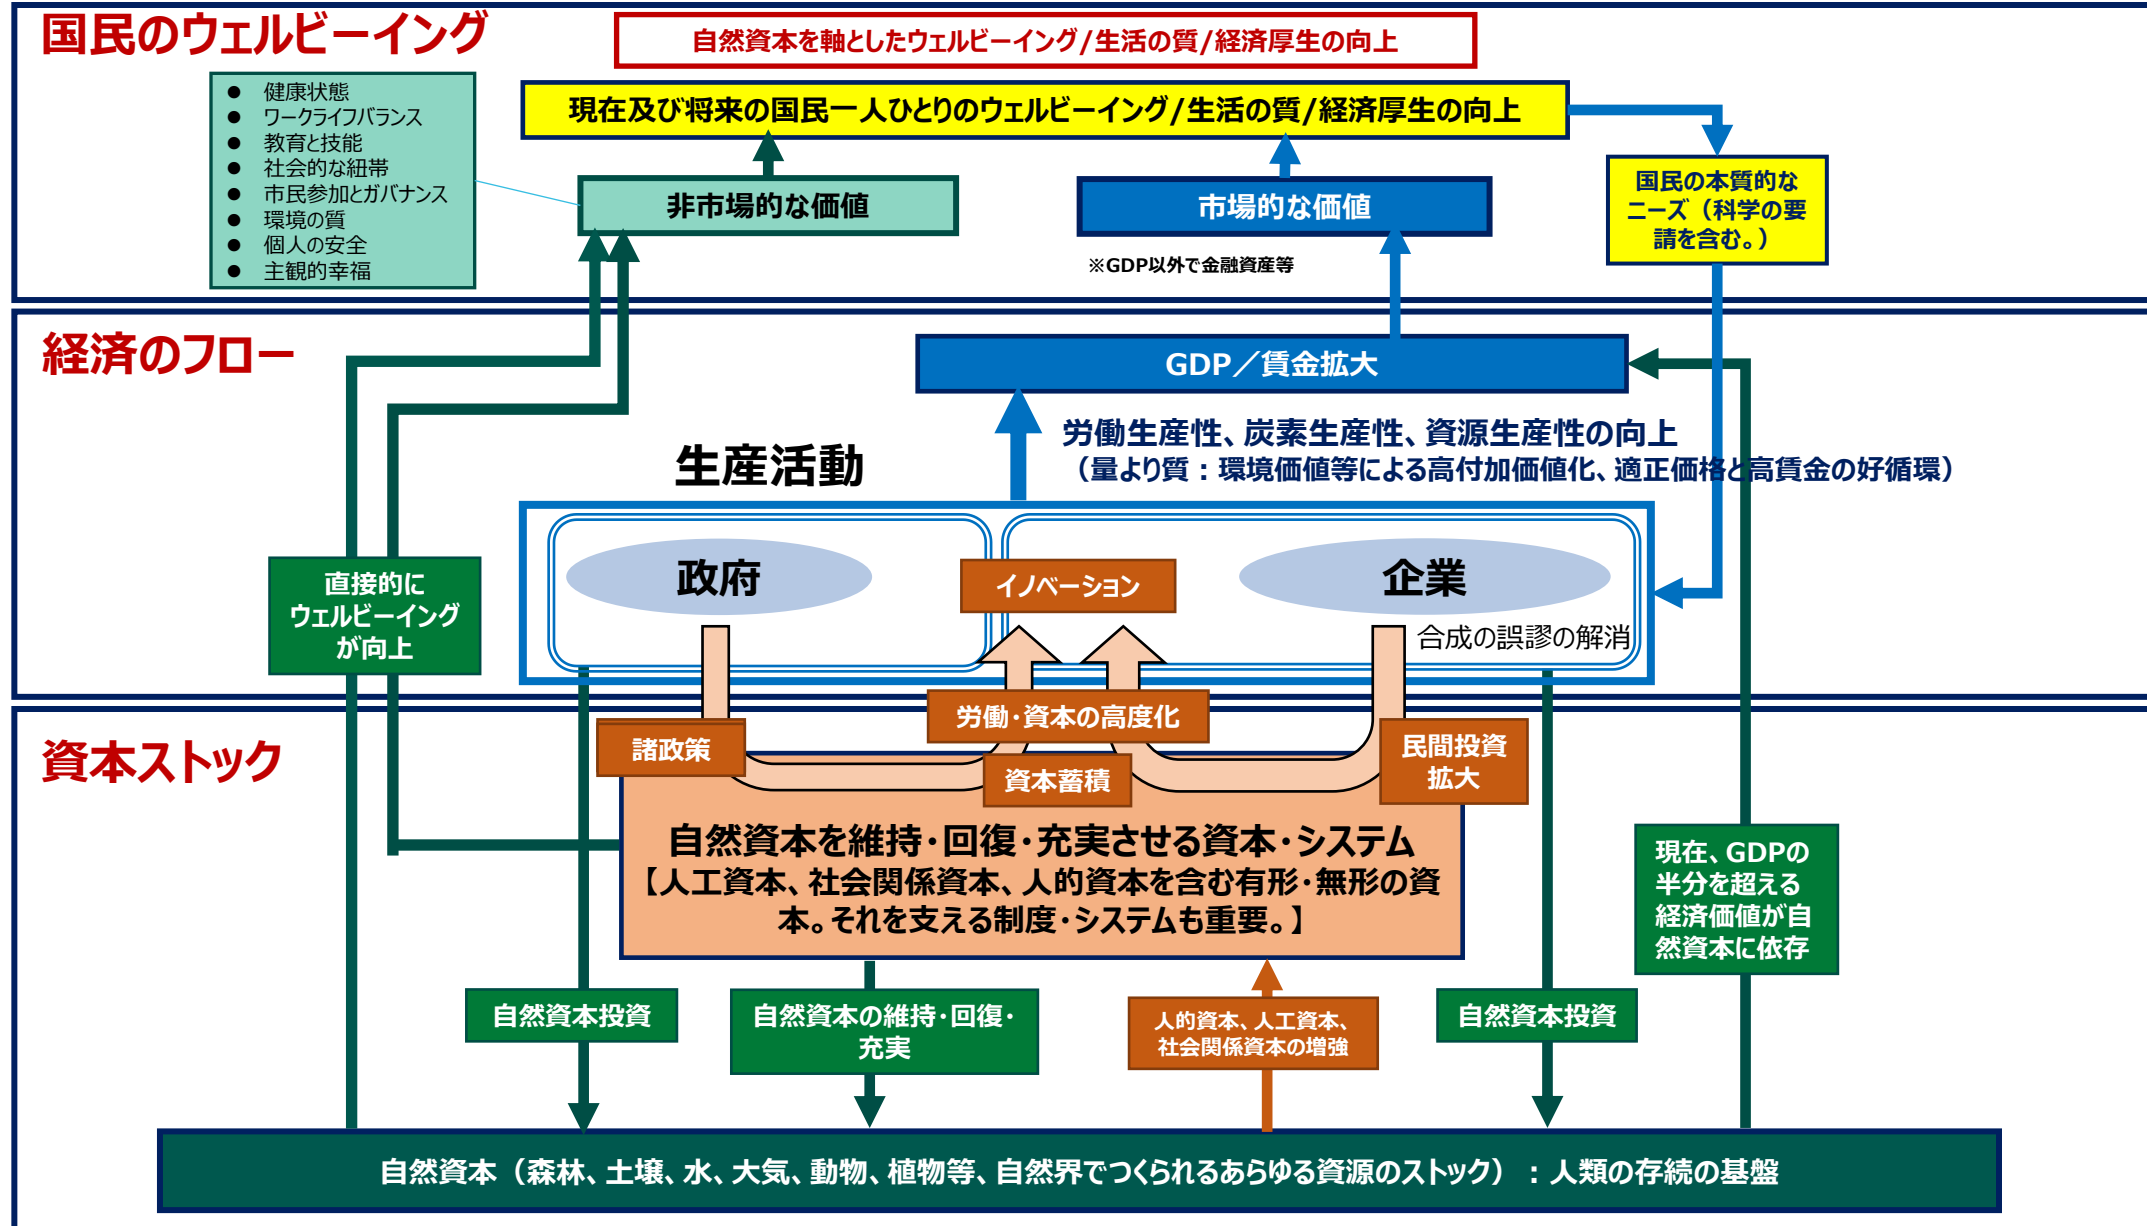 国民のウェルビーイング
自然資本を軸としたウェルビーイング/生活の質/経済厚生の向上
● 健康状態
● ワークライフバランス
● 教育と技能
● 社会的な紐帯
● 市民参加とガバナンス
● 環境の質
● 個人の安全
● 主観的幸福
現在及び将来の国民一人ひとりのウェルビーイング/生活の質/経済厚生の向上
非市場的な価値
市場的な価値
※GDP以外で金融資産等
国民の本質的な
ニーズ（科学の要
請を含む。）
経済のフロー
GDP／賃金拡大
労働生産性、炭素生産性、資源生産性の向上
（量より質：環境価値等による高付加価値化、適正価格と高賃金の好循環）
生産活動
政府
イノベーション
企業
合成の誤謬の解消
直接的に
ウェルビーイング
が向上
資本ストック
諸政策
労働・資本の高度化
資本蓄積
民間投資
拡大
自然資本を維持・回復・充実させる資本・システム
【人工資本、社会関係資本、人的資本を含む有形・無形の資
本。それを支える制度・システムも重要。】
現在、GDPの
半分を超える
経済価値が自
然資本に依存
自然資本投資
自然資本の維持・回復・
充実
人的資本、人工資本、
社会関係資本の増強
自然資本投資
自然資本（森林、土壌、水、大気、動物、植物等、自然界でつくられるあらゆる資源のストック）：人類の存続の基盤